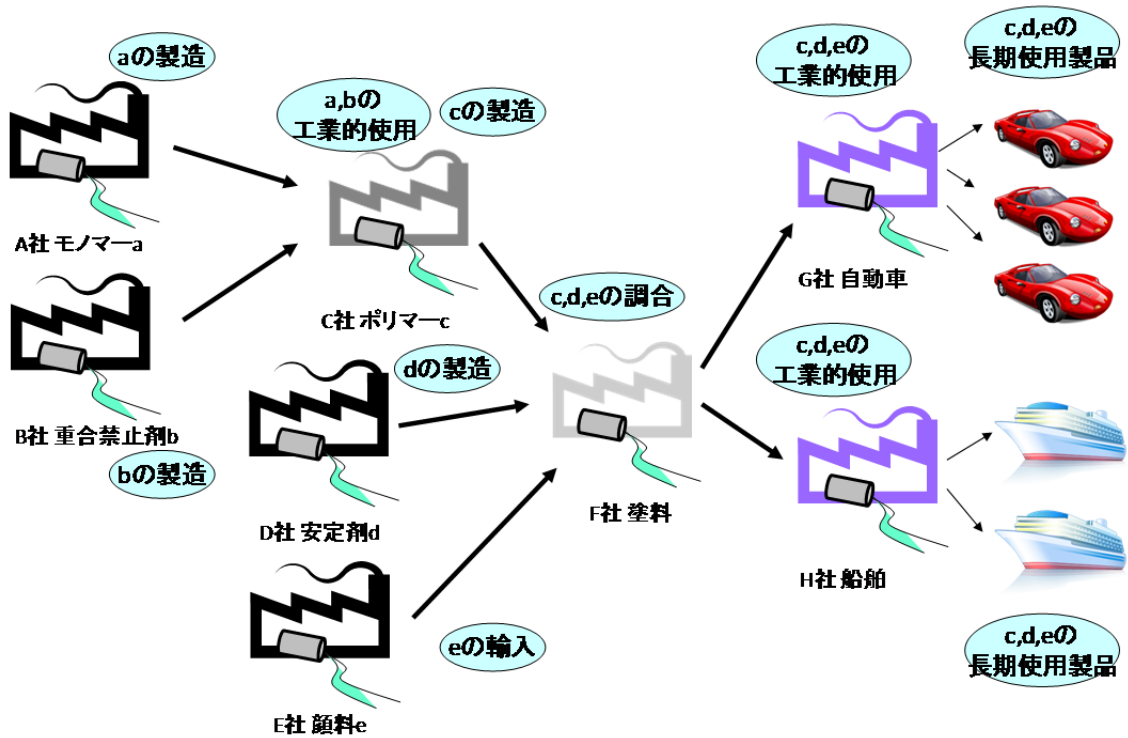 aの製造
A社 モノマーa
B社 重合禁止剤b
bの製造
a,bの
工業的使用
cの製造
C社 ポリマーc
dの製造
D社 安定剤d
E社 顔料e
eの輸入
c,d,eの調合
F社 塗料
c,d,eの
工業的使用
G社 自動車
c,d,eの
長期使用製品
c,d,eの
工業的使用
H社 船舶
c,d,eの
長期使用製品